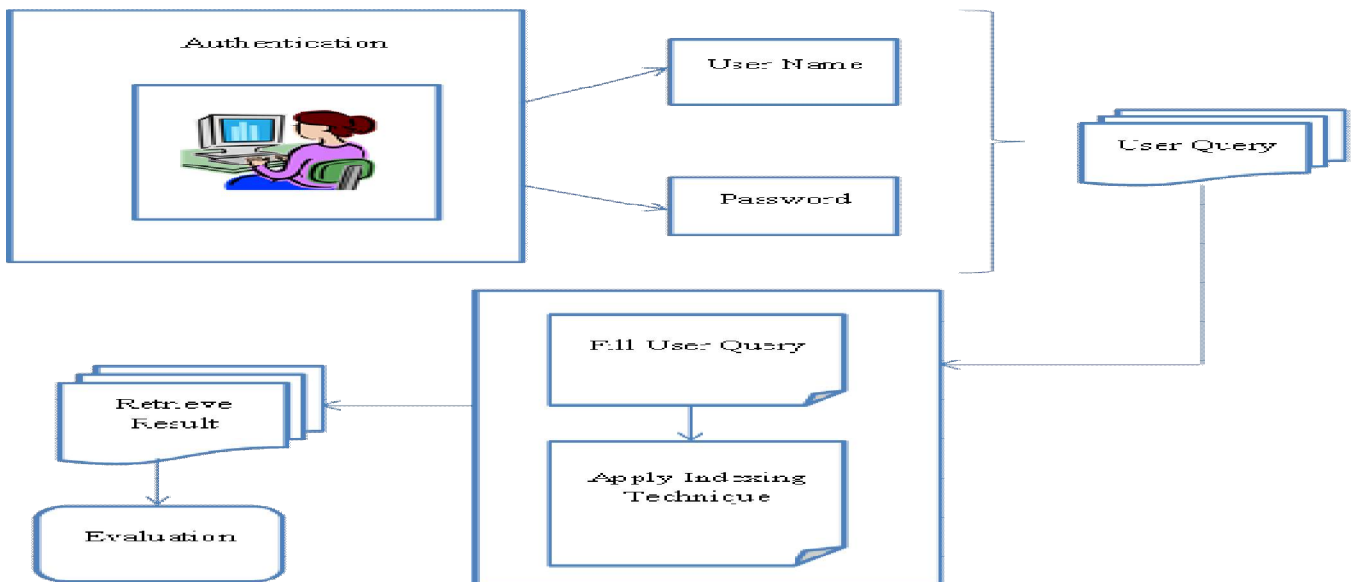 Authentication
User Name
Password
User Query
Fill User Query
Apply Indexing
Technique
Retrieve
Result
Evaluation